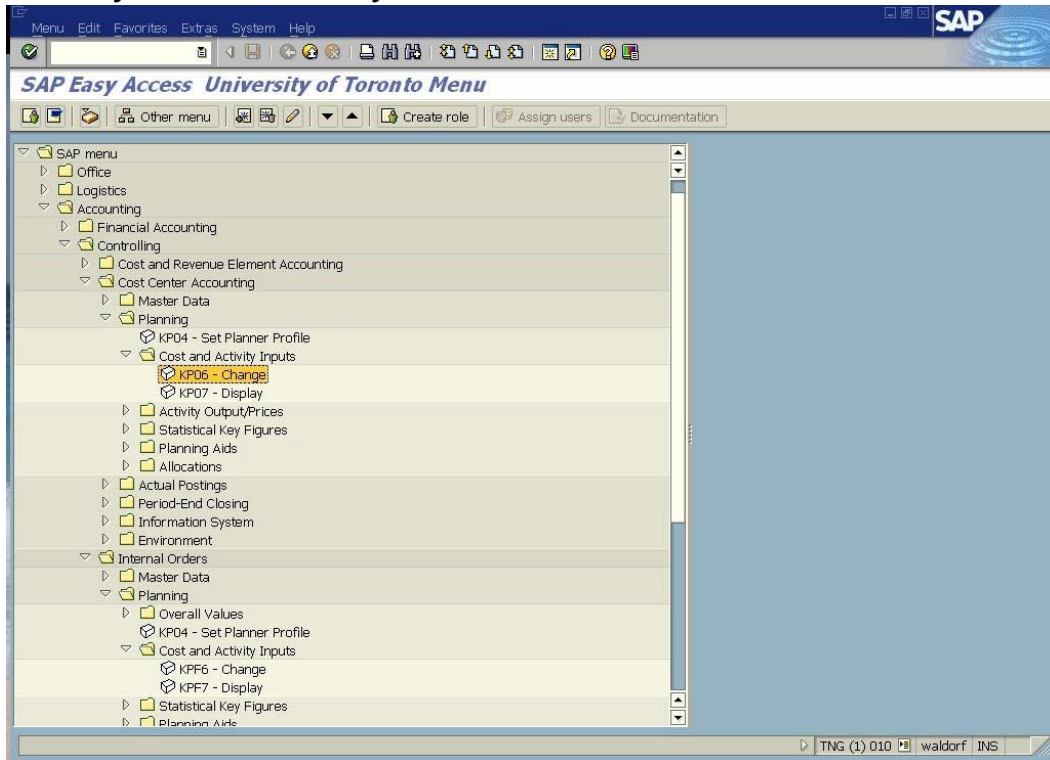 Menu Edit Favorites Extras System Help
SAP
SAP Easy Access University of Toronto Menu
Other menu Create role Assign users Documentation
SAP menu
Office
Logistics
Accounting
Financial Accounting
Controlling
Cost and Revenue Element Accounting
Cost Center Accounting
Master Data
Planning
KP04 - Set Planner Profile
Cost and Activity Inputs
KP06 - Change
KP07 - Display
Activity Output/Prices
Statistical Key Figures
Planning Aids
Allocations
Actual Postings
Period-End Closing
Information System
Environment
Internal Orders
Master Data
Planning
Overall Values
KP04 - Set Planner Profile
Cost and Activity Inputs
KPF6 - Change
KPF7 - Display
Statistical Key Figures
Planning Aids
TNG (1) 010 waldorf INS